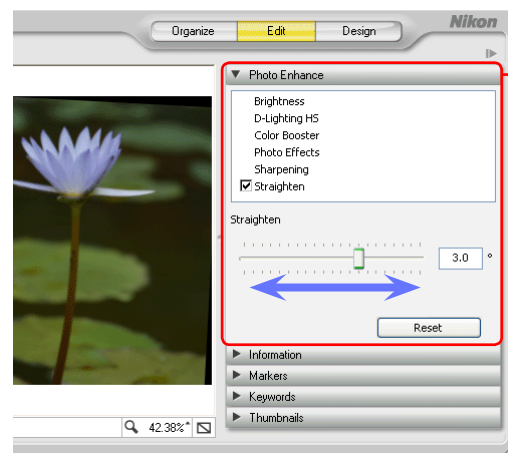 Organize Edit Design Nikon
Photo Enhance
Brightness
D-Lighting HS
Color Booster
Photo Effects
Sharpening
Straighten
Straighten
3.0 °
Reset
Information
Markers
Keywords
Thumbnails
42.38%*